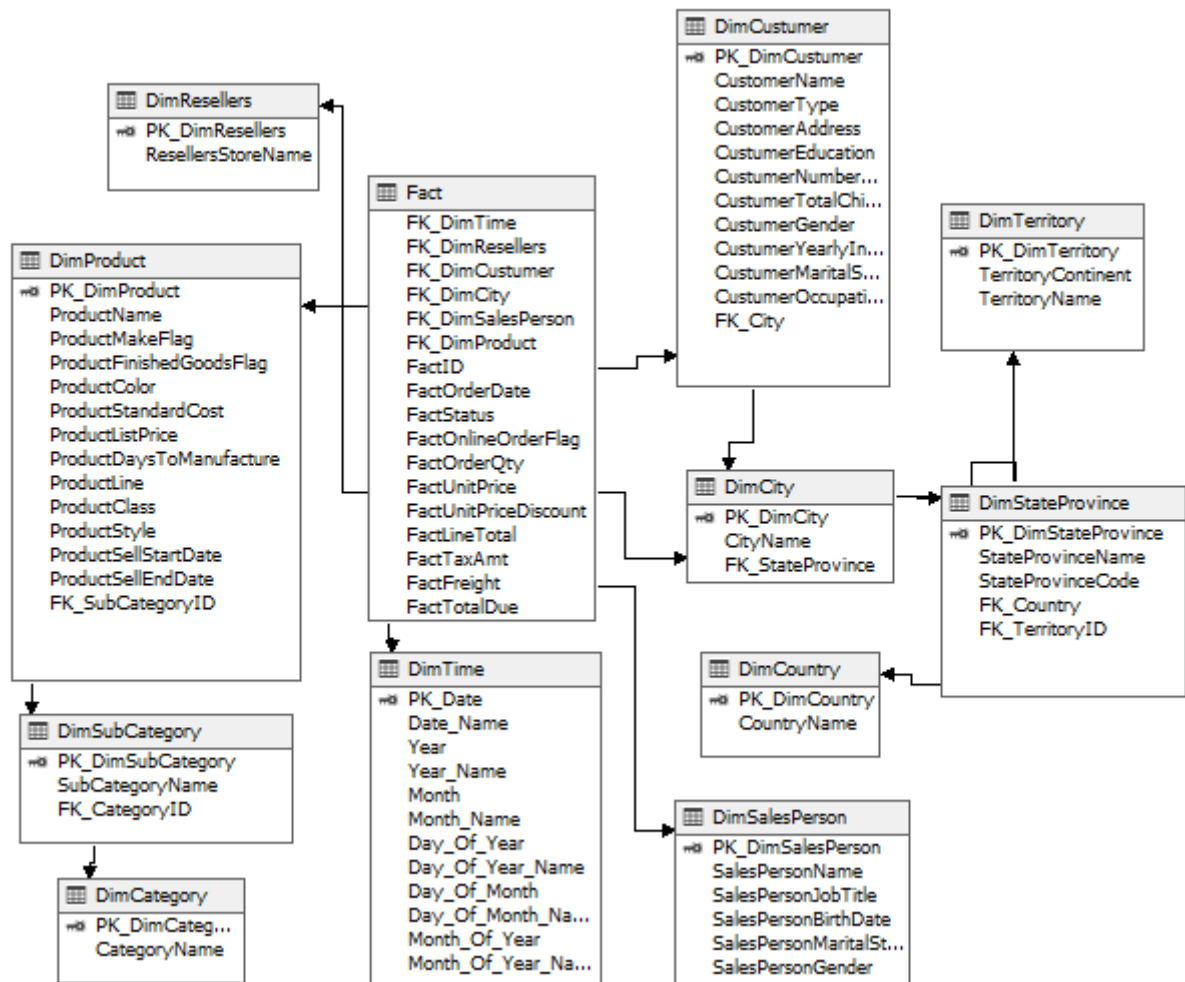 DimCustumer
PK_DimCustumer
CustomerName
CustomerType
CustomerAddress
CustumerEducation
CustumerNumber...
CustumerTotalChi...
CustumerGender
CustumerYearlyIn...
CustumerMaritalS...
CustumerOccupati...
FK_City
DimResellers
PK_DimResellers
ResellersStoreName
Fact
FK_DimTime
FK_DimResellers
FK_DimCustumer
FK_DimCity
FK_DimSalesPerson
FK_DimProduct
FactID
FactOrderDate
FactStatus
FactOnlineOrderFlag
FactOrderQty
FactUnitPrice
FactUnitPriceDiscount
FactLineTotal
FactTaxAmt
FactFreight
FactTotalDue
DimTerritory
PK_DimTerritory
TerritoryContinent
TerritoryName
DimProduct
PK_DimProduct
ProductName
ProductMakeFlag
ProductFinishedGoodsFlag
ProductColor
ProductStandardCost
ProductListPrice
ProductDaysToManufacture
ProductLine
ProductClass
ProductStyle
ProductSellStartDate
ProductSellEndDate
FK_SubCategoryID
DimCity
PK_DimCity
CityName
FK_StateProvince
DimStateProvince
PK_DimStateProvince
StateProvinceName
StateProvinceCode
FK_Country
FK_TerritoryID
DimTime
PK_Date
Date_Name
Year
Year_Name
Month
Month_Name
Day_Of_Year
Day_Of_Year_Name
Day_Of_Month
Day_Of_Month_Na...
Month_Of_Year
Month_Of_Year_Na...
DimCountry
PK_DimCountry
CountryName
DimSubCategory
PK_DimSubCategory
SubCategoryName
FK_CategoryID
DimSalesPerson
PK_DimSalesPerson
SalesPersonName
SalesPersonJobTitle
SalesPersonBirthDate
SalesPersonMaritalSt...
SalesPersonGender
DimCategory
PK_DimCateg...
CategoryName